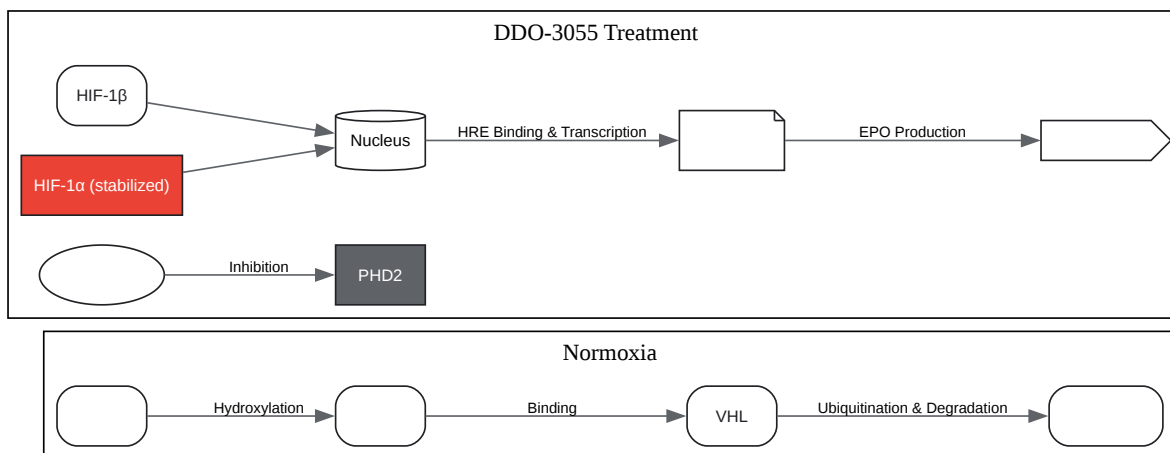 DDO-3055 Treatment
HIF-1β
Nucleus
HRE Binding & Transcription
EPO Production
HIF-1α (stabilized)
Inhibition
PHD2
Normoxia
Hydroxylation
Binding
VHL
Ubiquitination & Degradation